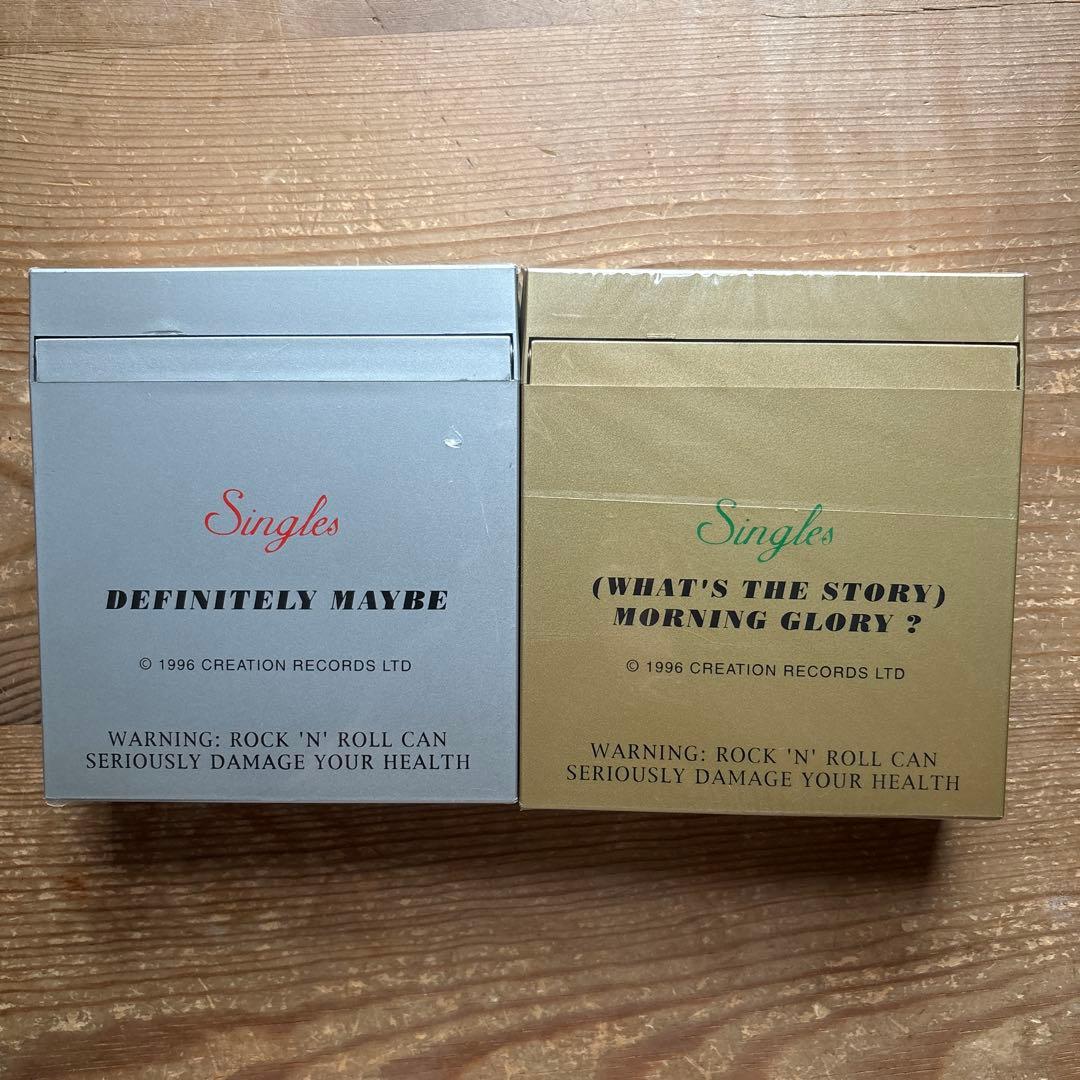 Singles
DEFINITELY MAYBE
© 1996 CREATION RECORDS LTD
WARNING: ROCK 'N' ROLL CAN
SERIOUSLY DAMAGE YOUR HEALTH
Singles
(WHAT'S THE STORY)
MORNING GLORY ?
© 1996 CREATION RECORDS LTD
WARNING: ROCK 'N' ROLL CAN
SERIOUSLY DAMAGE YOUR HEALTH